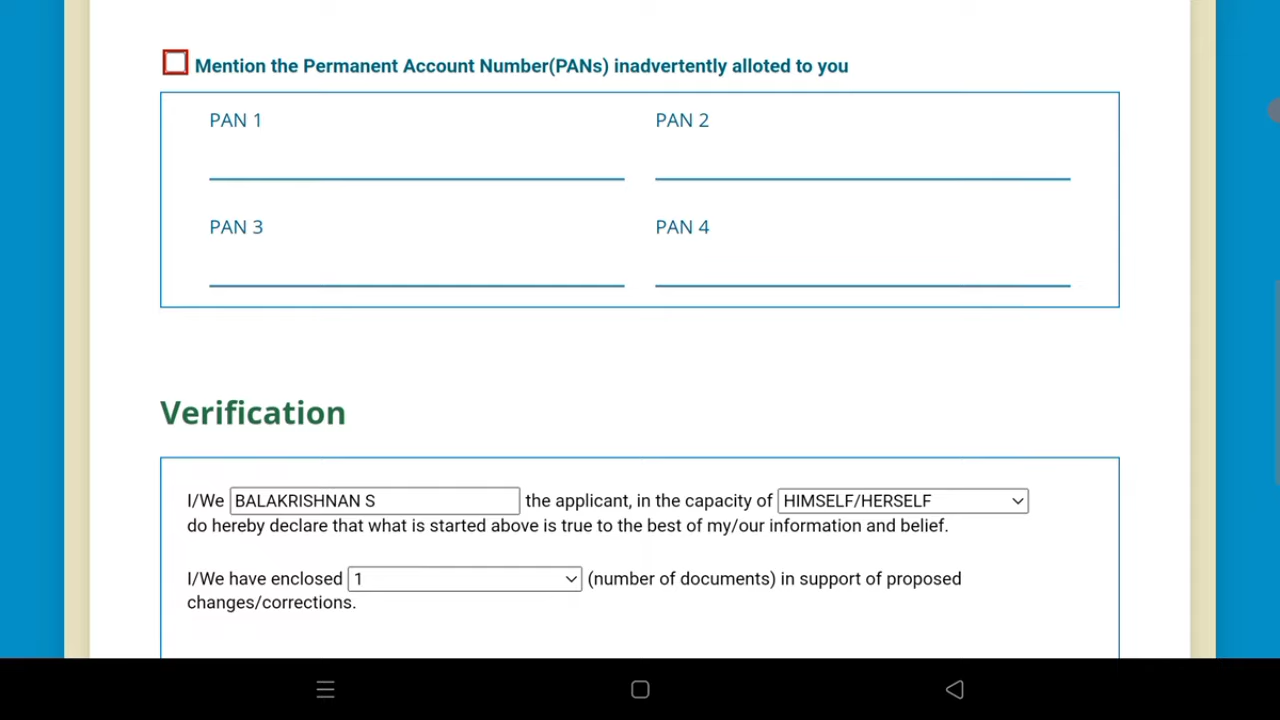 Mention the Permanent Account Number(PANs) inadvertently alloted to you
PAN 1 PAN 2
PAN 3 PAN 4
Verification
I/We BALAKRISHNAN S the applicant, in the capacity of HIMSELF/HERSELF
do hereby declare that what is started above is true to the best of my/our information and belief.
I/We have enclosed 1 (number of documents) in support of proposed
changes/corrections.